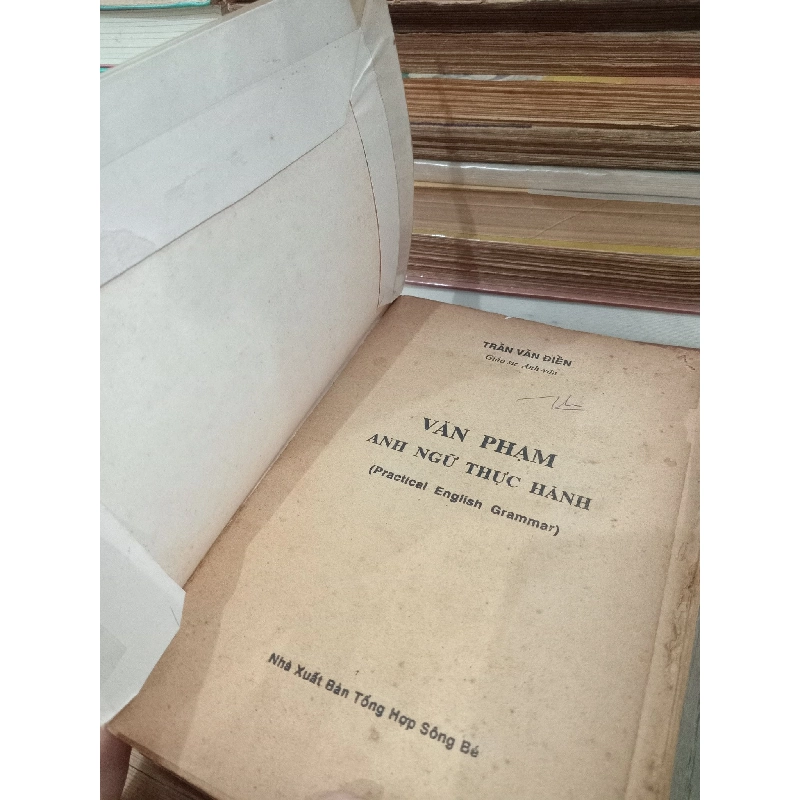 TRẦN VĂN ĐIỀN
Giáo sư Anh-văn
VĂN PHẠM
ANH NGỮ THỰC HÀNH
(Practical English Grammar)
Nhà Xuất Bản Tổng Hợp Sông Bé